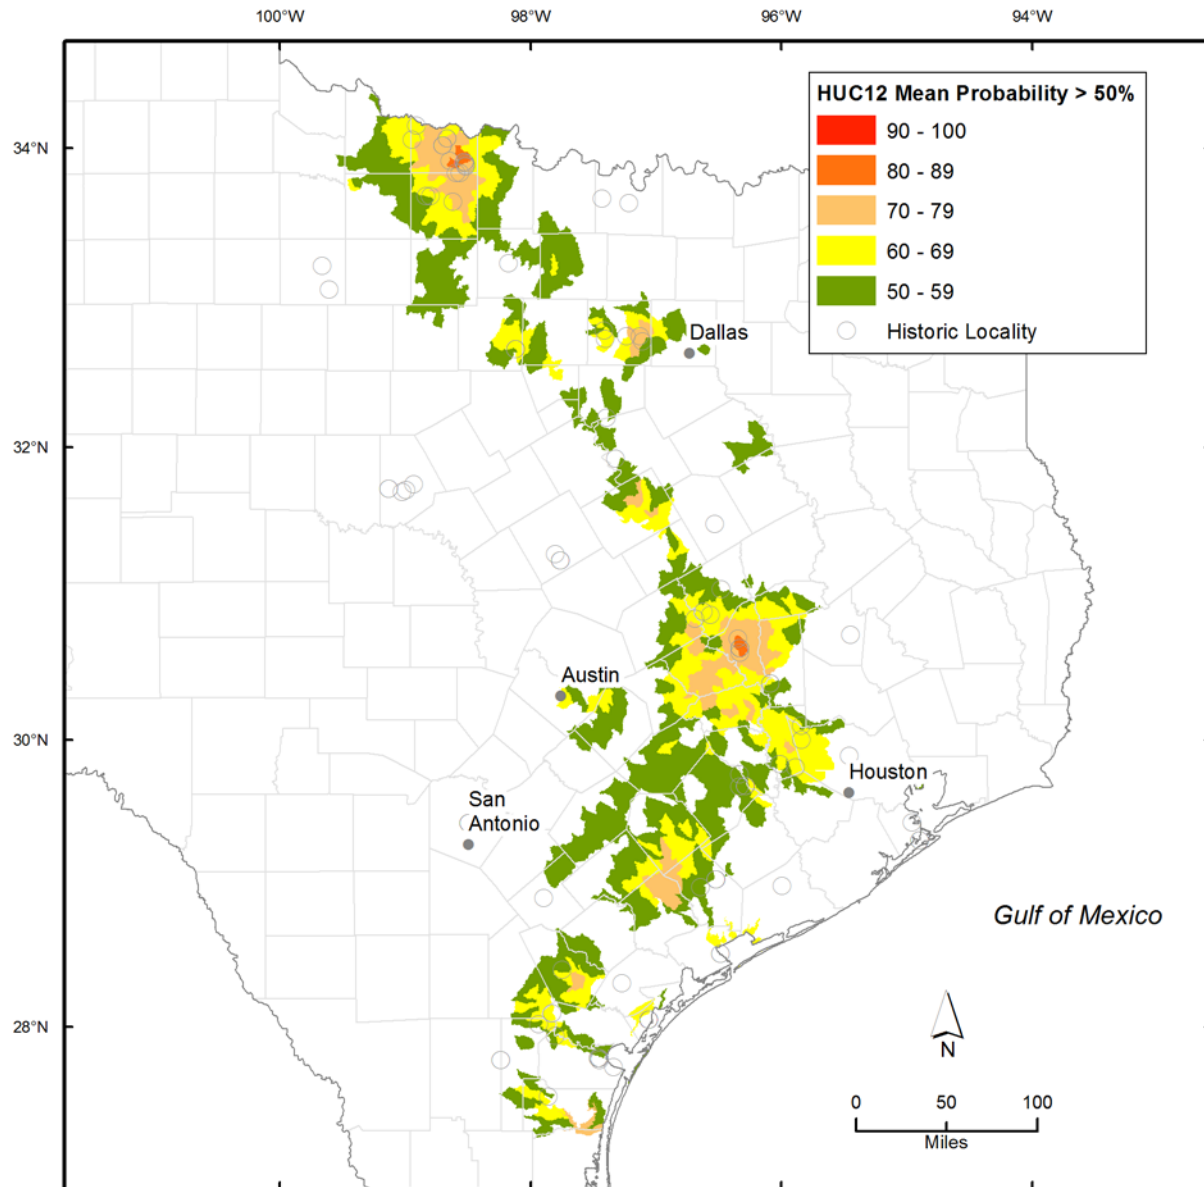 100°W 98°W 96°W 94°W
HUC12 Mean Probability > 50%
90 - 100
80 - 89
70 - 79
60 - 69
50 - 59
Historic Locality
34°N
Dallas
32°N
Austin
30°N
Houston
San
Antonio
Gulf of Mexico
28°N
N
0 50 100
Miles